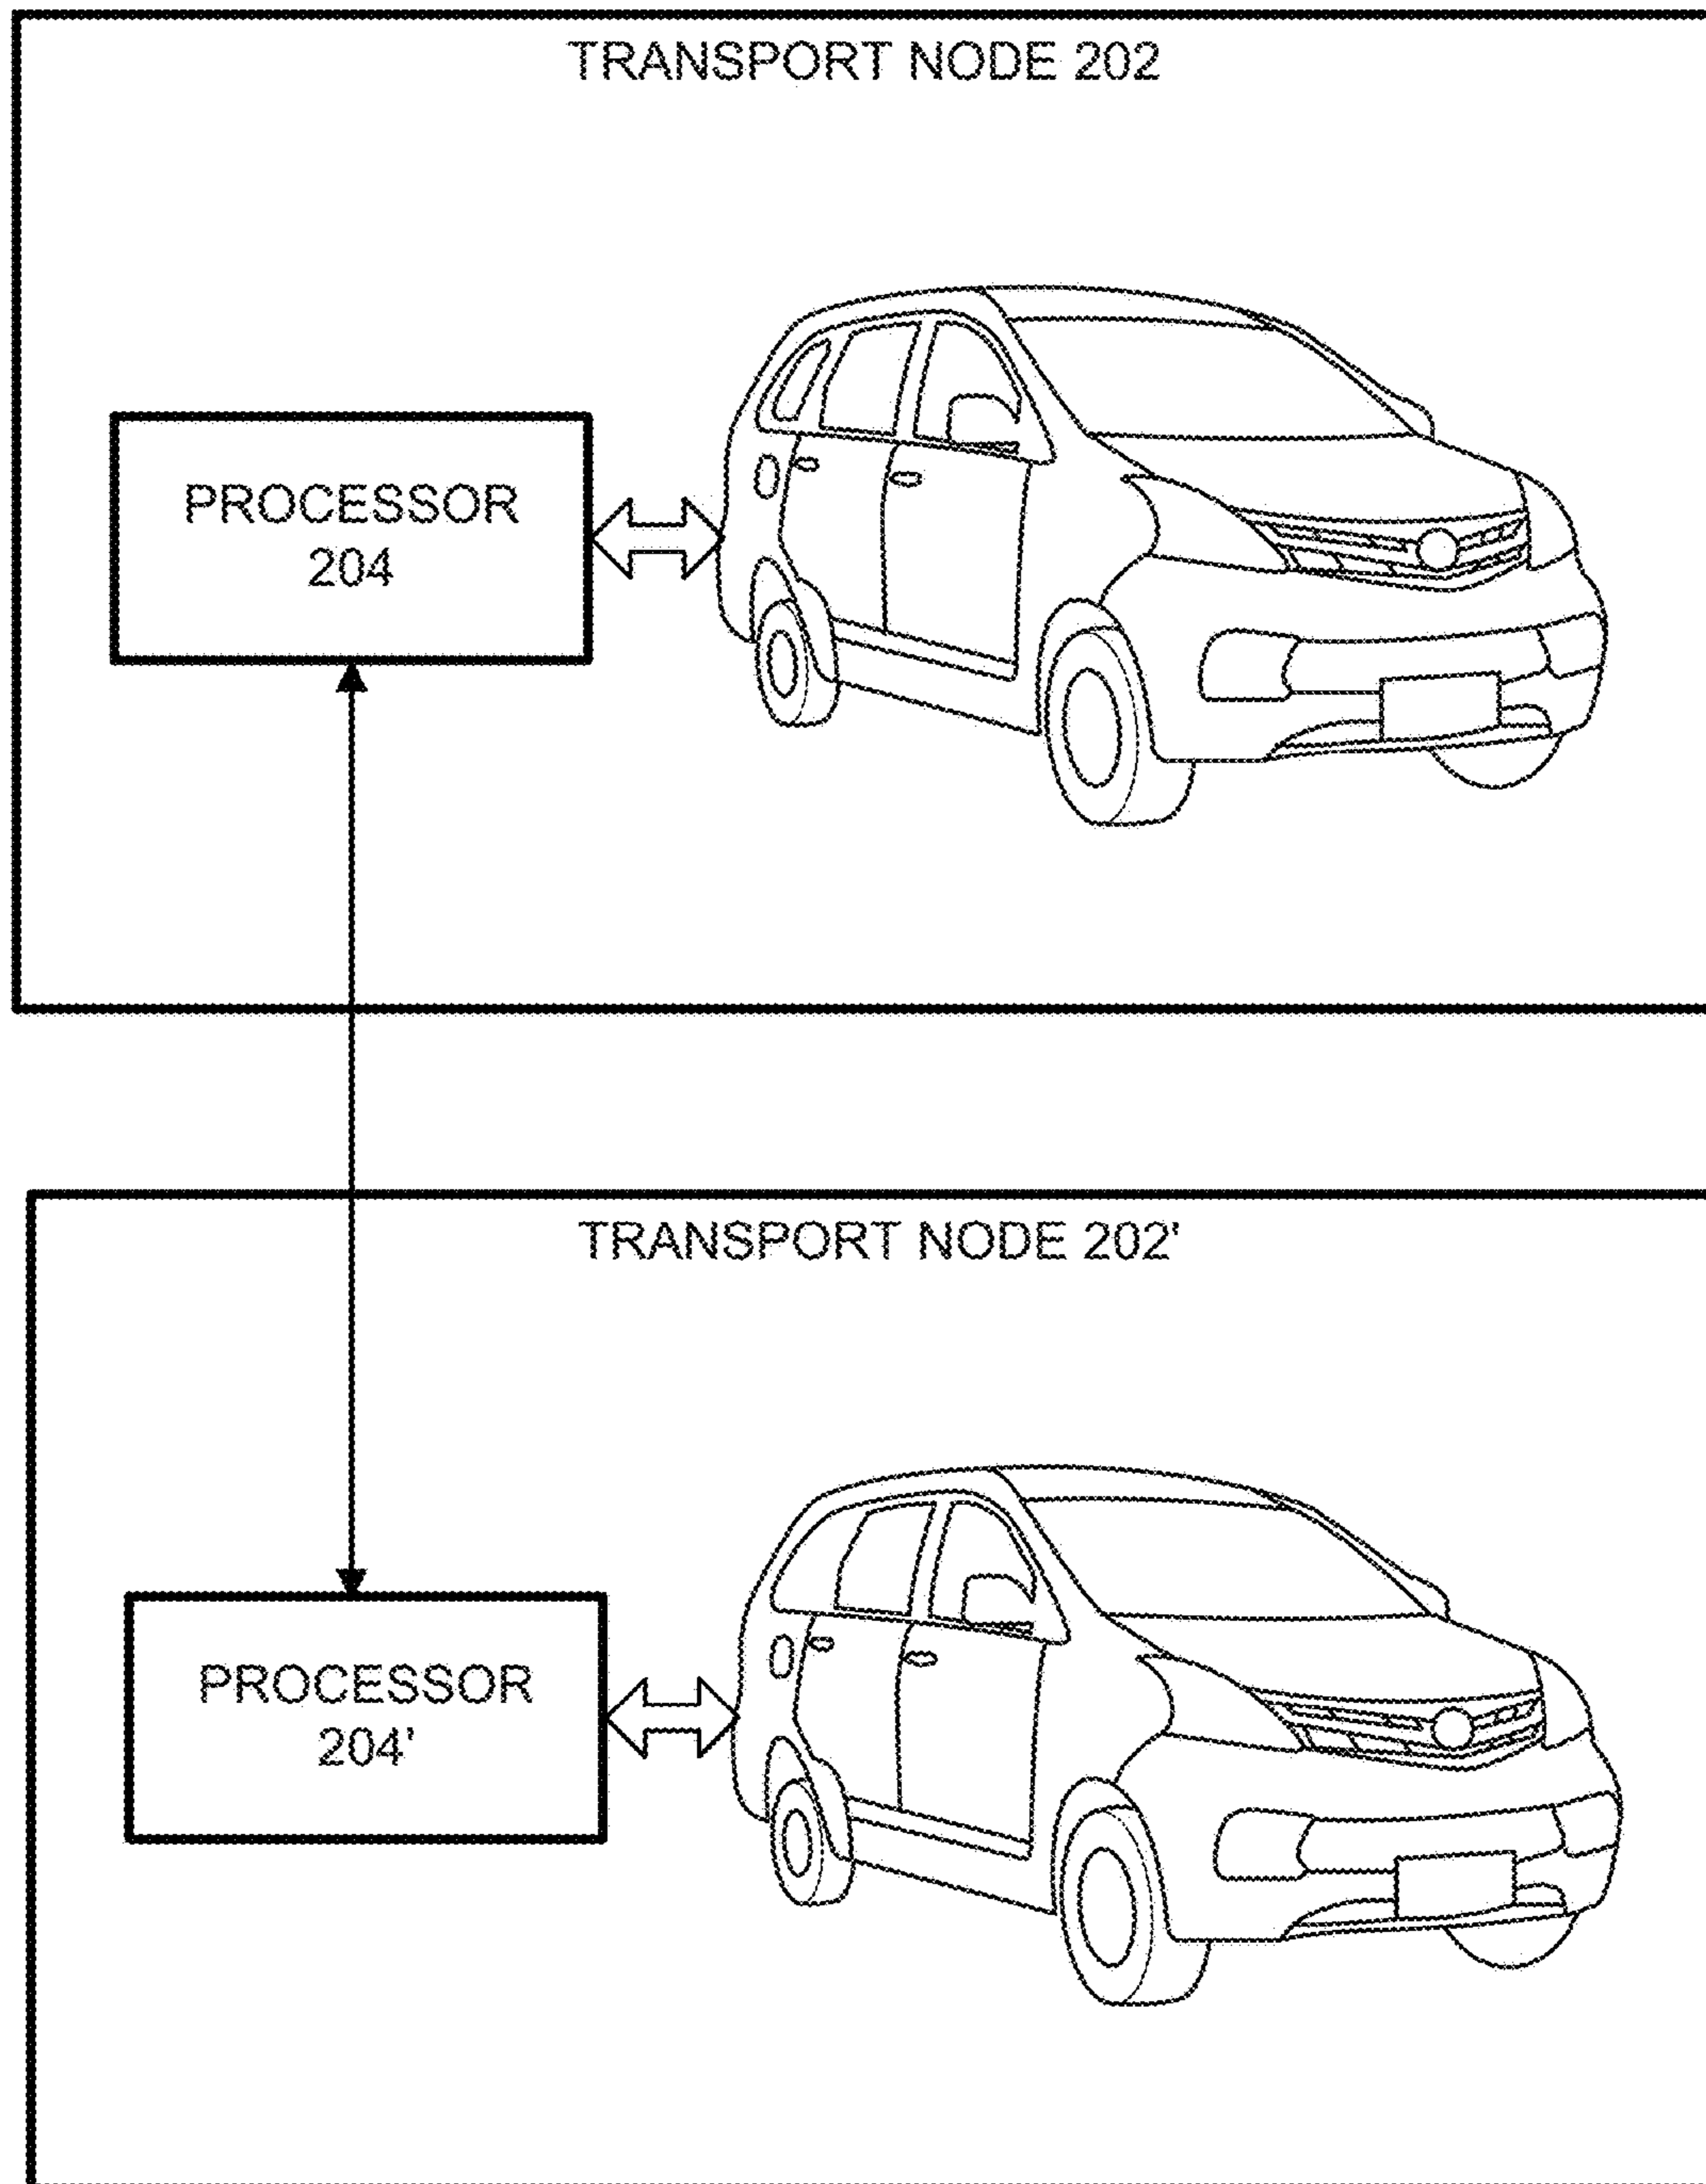 TRANSPORT NODE 202
PROCESSOR
204
TRANSPORT NODE 202'
PROCESSOR
204'